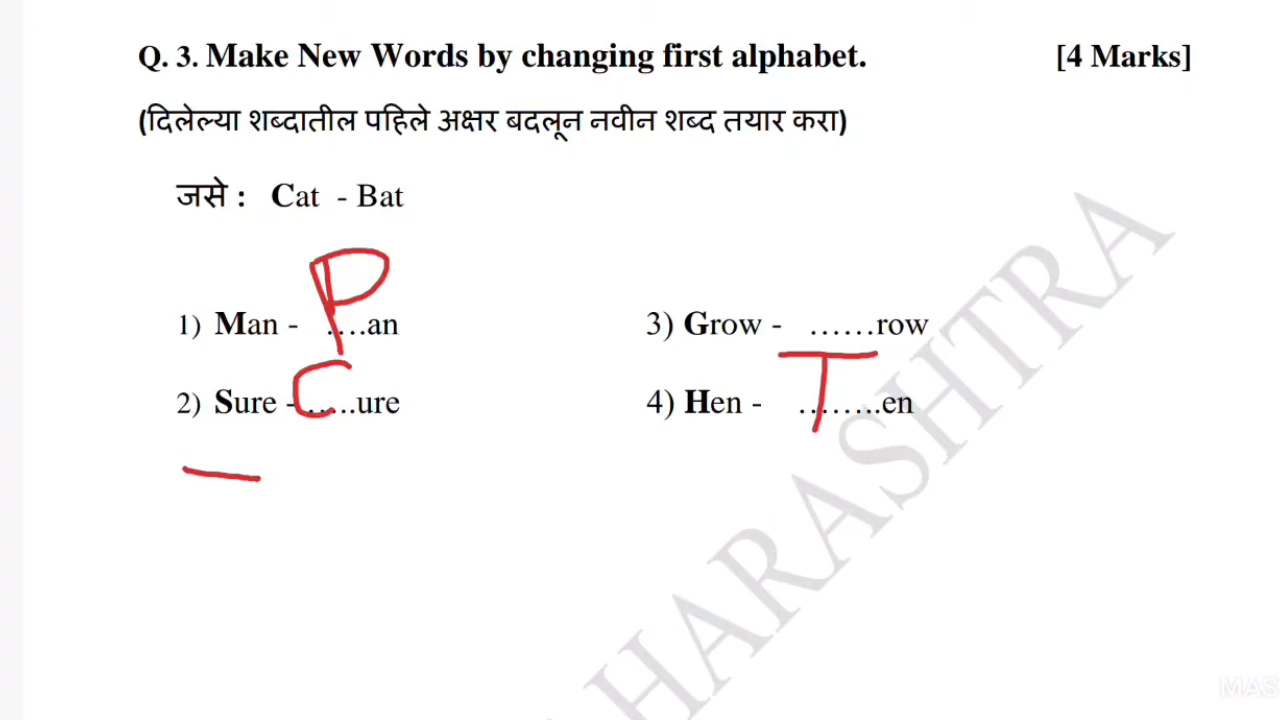 Q. 3. Make New Words by changing first alphabet. [4 Marks]
(दिलेल्या शब्दातील पहिले अक्षर बदलून नवीन शब्द तयार करा)
जसे : Cat - Bat
1) Man - P....an 3) Grow - ......row
2) Sure - C.....ure 4) Hen - T........en
HARASHTRA
MAS